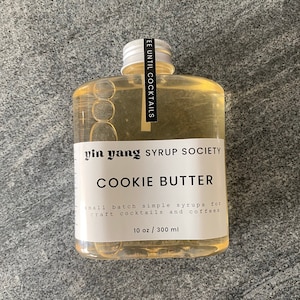 EE UNTIL COCKTAILS
yin yang SYRUP SOCIETY
COOKIE BUTTER
small batch simple syrups for
craft cocktails and coffees
10 oz / 300 ml